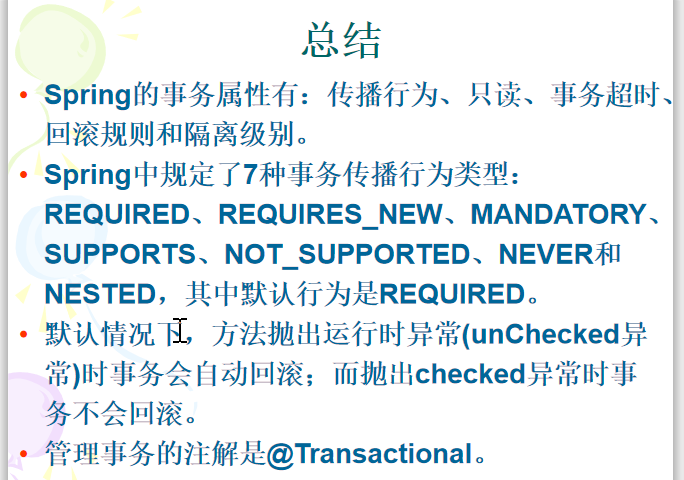 总结
Spring的事务属性有：传播行为、只读、事务超时、
回滚规则和隔离级别。
Spring中规定了7种事务传播行为类型：
REQUIRED、REQUIRES_NEW、MANDATORY、
SUPPORTS、NOT_SUPPORTED、NEVER和
NESTED，其中默认行为是REQUIRED。
默认情况下，方法抛出运行时异常(unChecked异
常)时事务会自动回滚；而抛出checked异常时事
务不会回滚。
管理事务的注解是@Transactional。